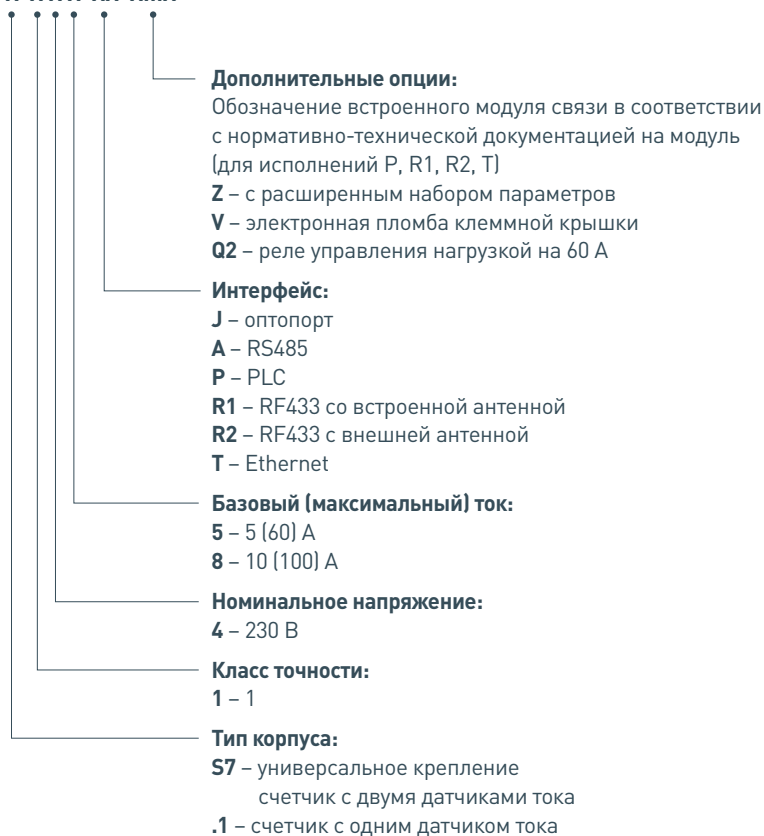 Дополнительные опции:
Обозначение встроенного модуля связи в соответствии
с нормативно-технической документацией на модуль
(для исполнений P, R1, R2, T)
Z – с расширенным набором параметров
V – электронная пломба клеммной крышки
Q2 – реле управления нагрузкой на 60 А
Интерфейс:
J – оптопорт
A – RS485
P – PLC
R1 – RF433 со встроенной антенной
R2 – RF433 с внешней антенной
T – Ethernet
Базовый (максимальный) ток:
5 – 5 (60) А
8 – 10 (100) А
Номинальное напряжение:
4 – 230 В
Класс точности:
1 – 1
Тип корпуса:
S7 – универсальное крепление
счетчик с двумя датчиками тока
.1 – счетчик с одним датчиком тока